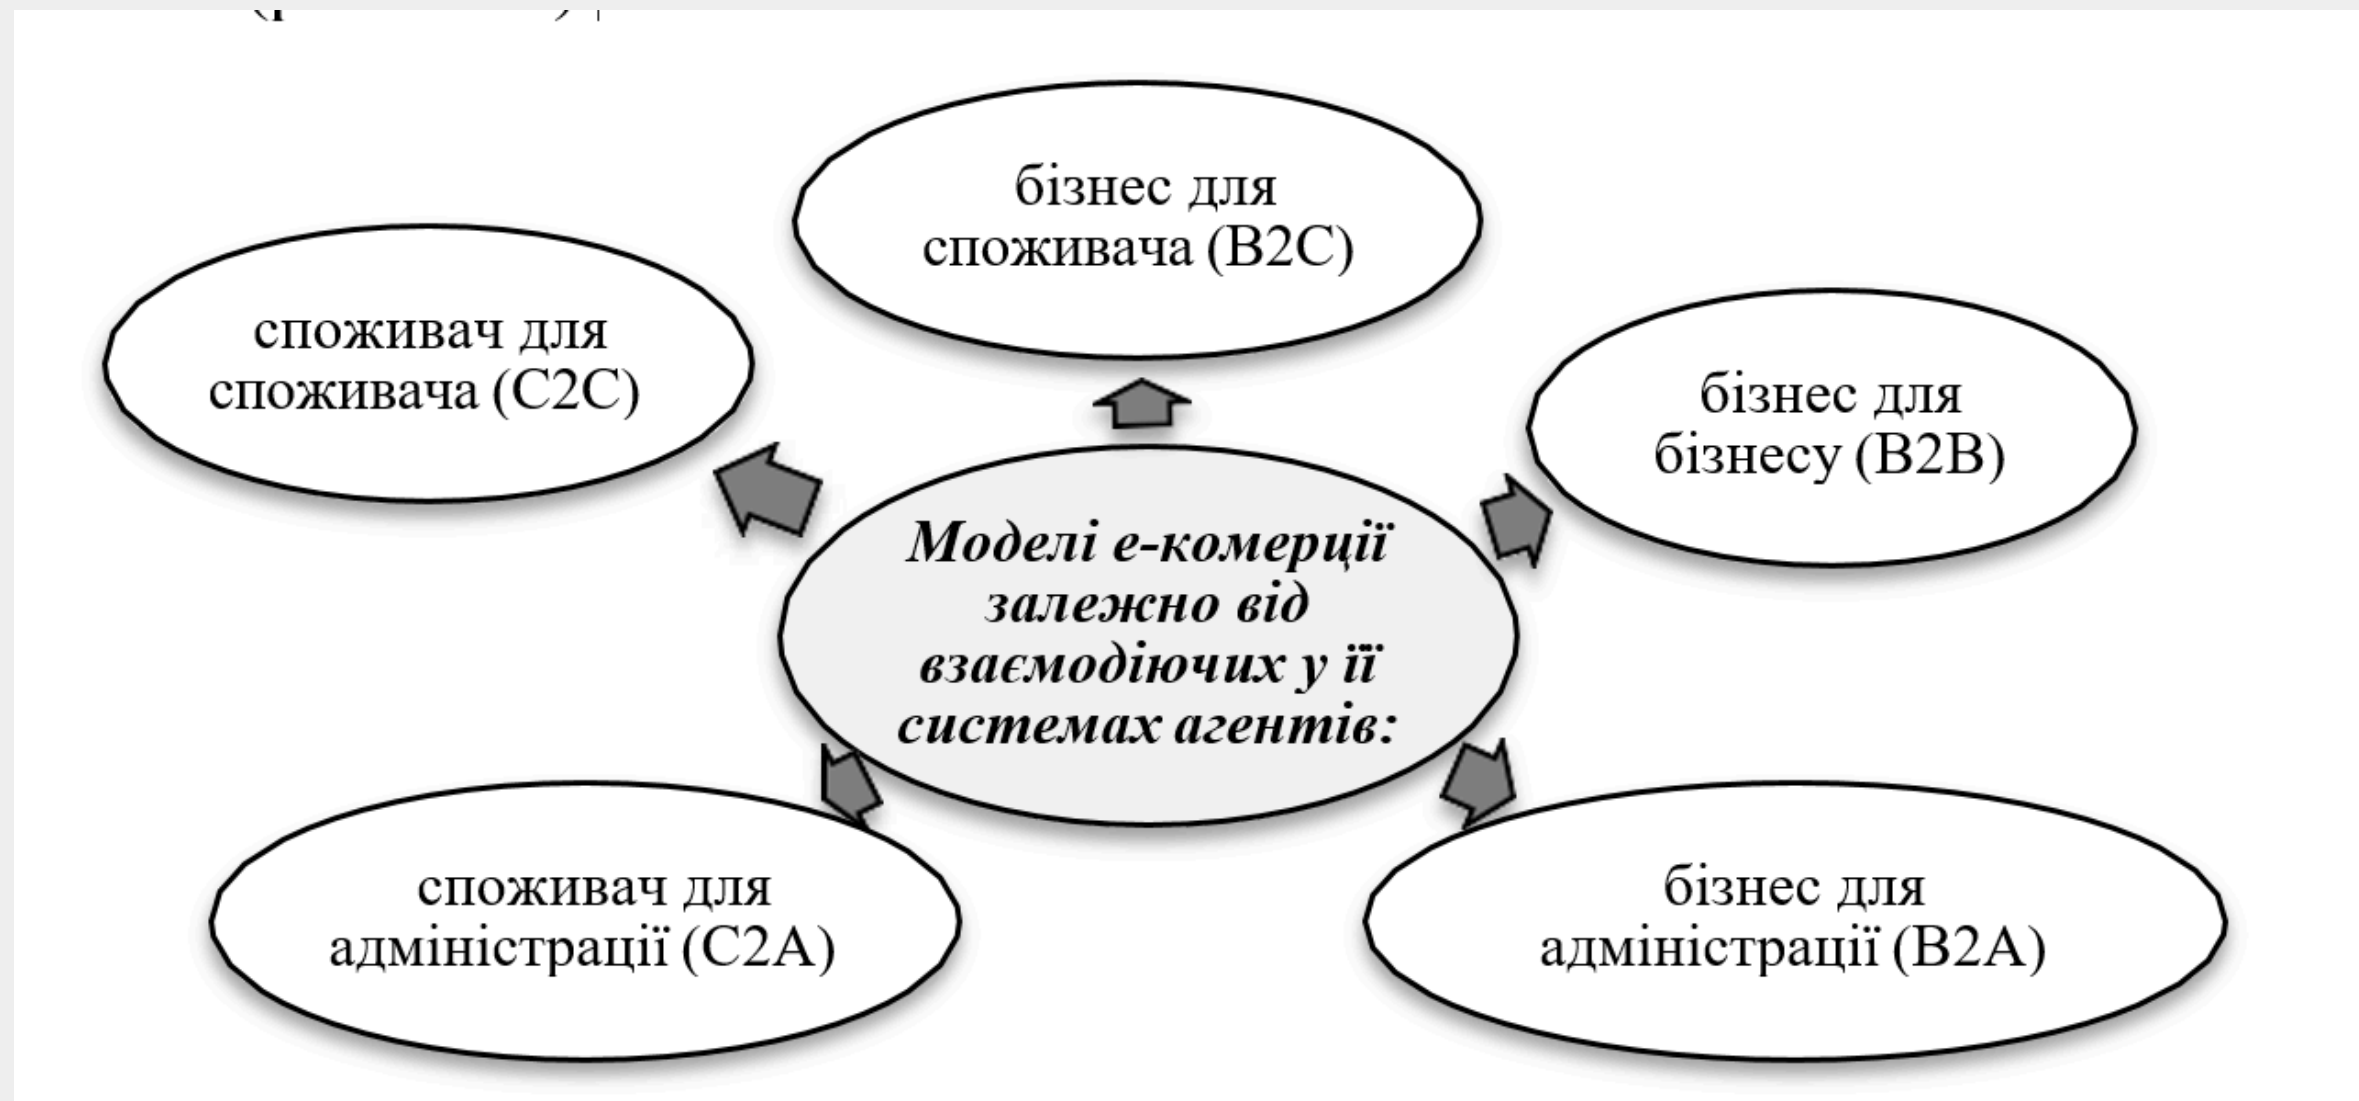 бізнес для
споживача (B2C)
споживач для
споживача (C2C)
бізнес для
бізнесу (B2B)
Моделі е-комерції
залежно від
взаємодіючих у її
системах агентів:
споживач для
адміністрації (C2A)
бізнес для
адміністрації (B2A)